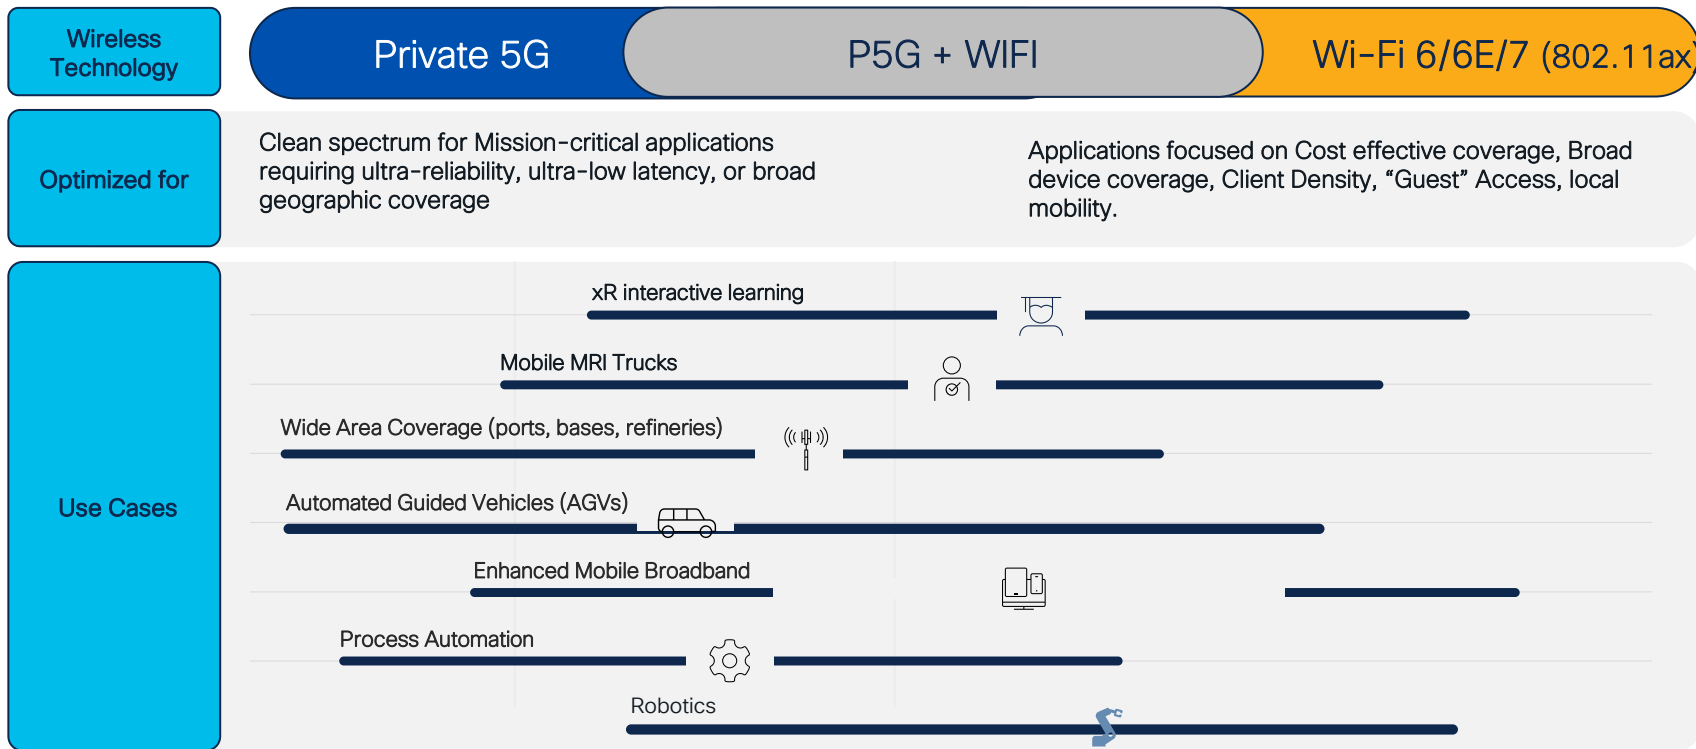 Wireless
Technology
Private 5G
P5G + WIFI
Wi-Fi 6/6E/7 (802.11ax)
Optimized for
Clean spectrum for Mission-critical applications
requiring ultra-reliability, ultra-low latency, or broad
geographic coverage
Applications focused on Cost effective coverage, Broad
device coverage, Client Density, “Guest” Access, local
mobility.
Use Cases
xR interactive learning
Mobile MRI Trucks
Wide Area Coverage (ports, bases, refineries)
Automated Guided Vehicles (AGVs)
Enhanced Mobile Broadband
Process Automation
Robotics